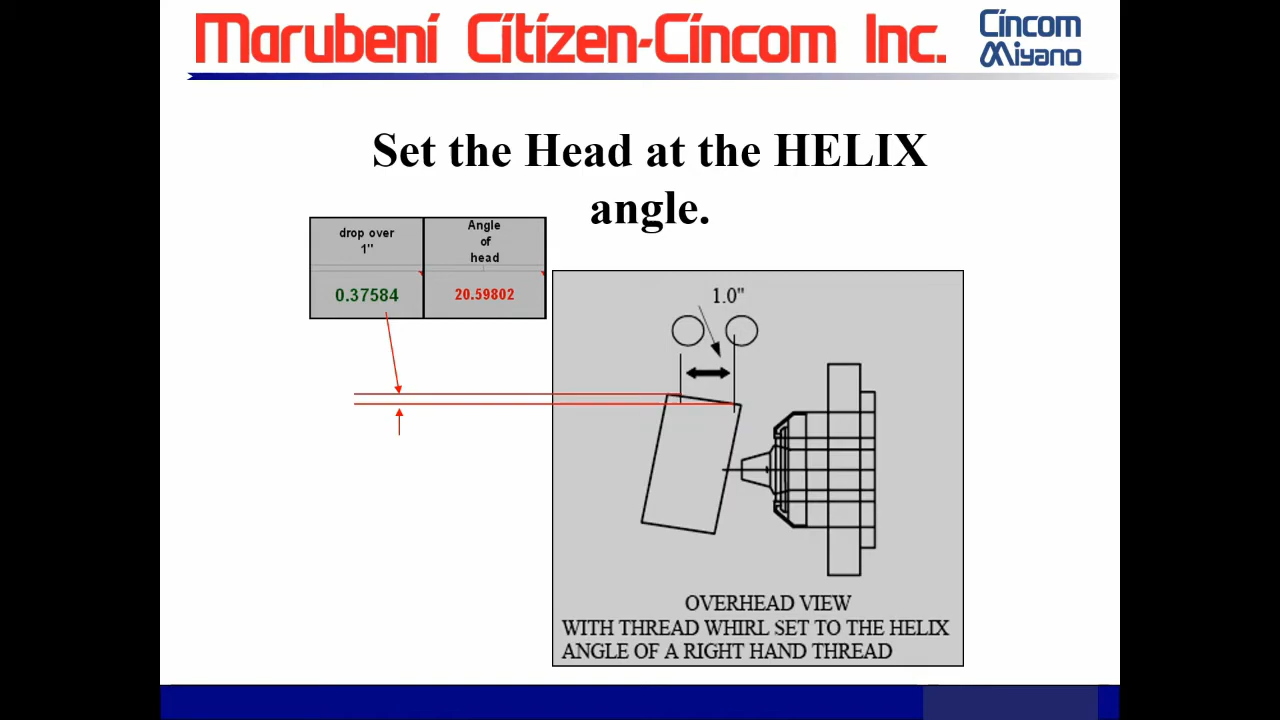 Marubeni Citizen-Cincom Inc.
Cincom
Miyano
Set the Head at the HELIX
angle.
drop over
1"
Angle
of
head
0.37584
20.59802
1.0"
OVERHEAD VIEW
WITH THREAD WHIRL SET TO THE HELIX
ANGLE OF A RIGHT HAND THREAD